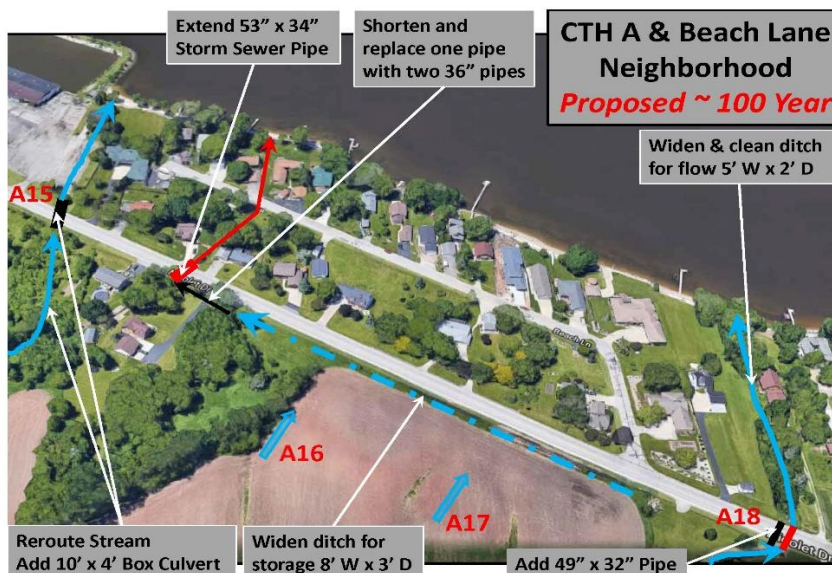 Extend 53” x 34”
Storm Sewer Pipe
Shorten and
replace one pipe
with two 36” pipes
CTH A & Beach Lane
Neighborhood
Proposed ~ 100 Year
Widen & clean ditch
for flow 5’ W x 2’ D
A15
Beach Ln
A16
A17
A18
Reroute Stream
Add 10’ x 4’ Box Culvert
Widen ditch for
storage 8’ W x 3’ D
Add 49” x 32” Pipe